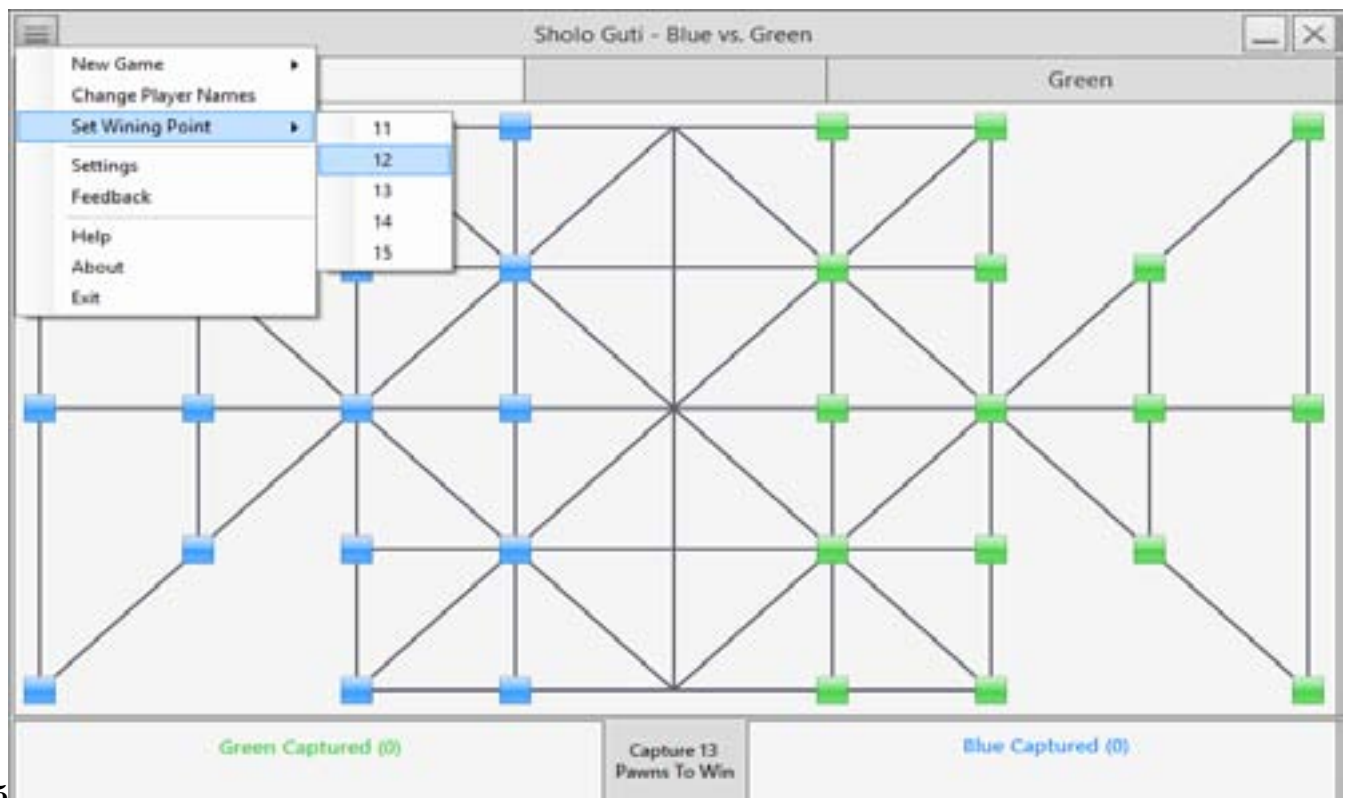 Sholo Guti - Blue vs. Green
Green
New Game
Change Player Names
Set Wining Point
Settings
Feedback
Help
About
Exit
11
12
13
14
15
Green Captured (0)
Capture 13
Pawns To Win
Blue Captured (0)